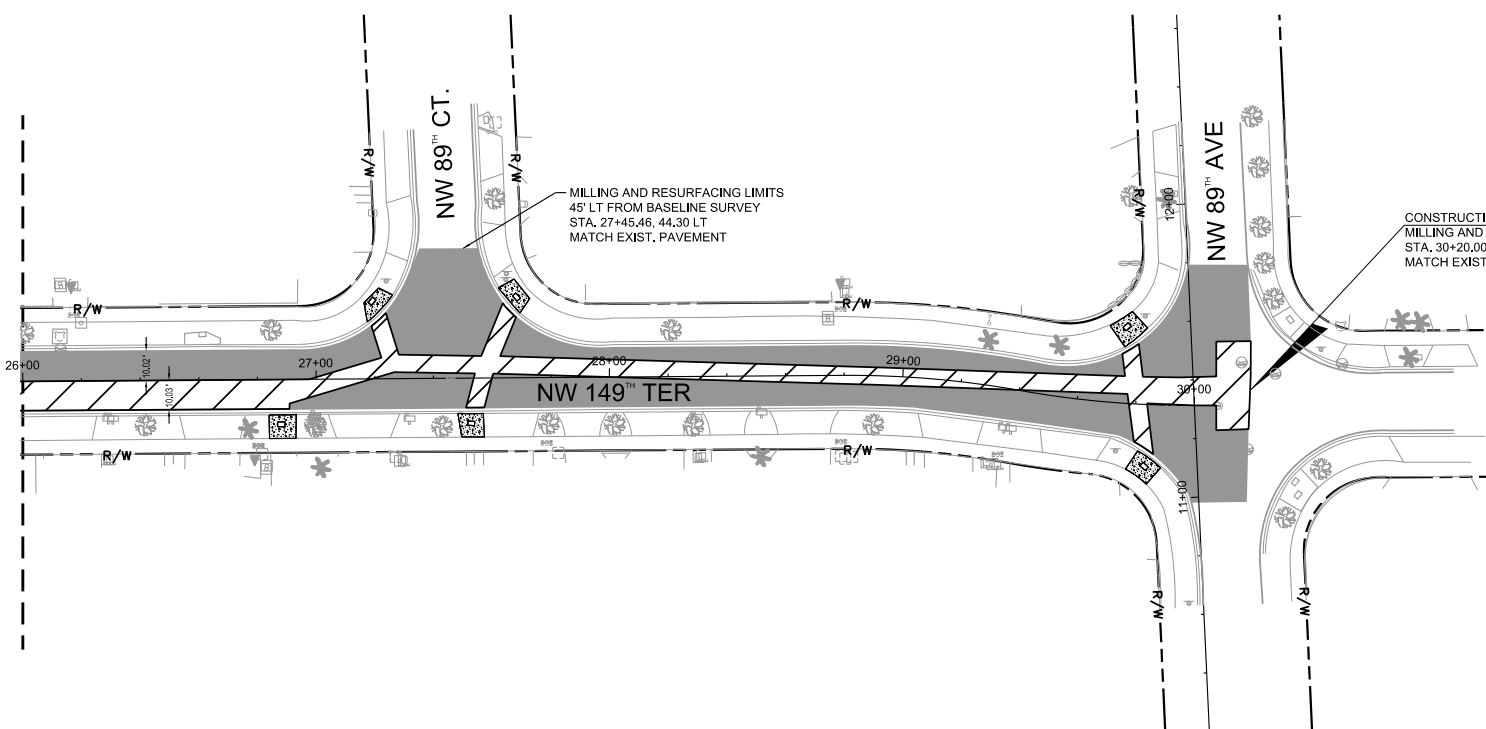 NW 89TH CT.
NW 89TH AVE
R/W
R/W
R/W
R/W
MILLING AND RESURFACING LIMITS
45' LT FROM BASELINE SURVEY
STA. 27+45.46, 44.30 LT
MATCH EXIST. PAVEMENT
12+00
CONSTRUCTI
MILLING AND
STA. 30+20.00
MATCH EXIST
R/W
R/W
26+00
27+00
28+00
29+00
30+00
10.02'
10.03'
NW 149TH TER
R/W
R/W
11+00
R/W
R/W